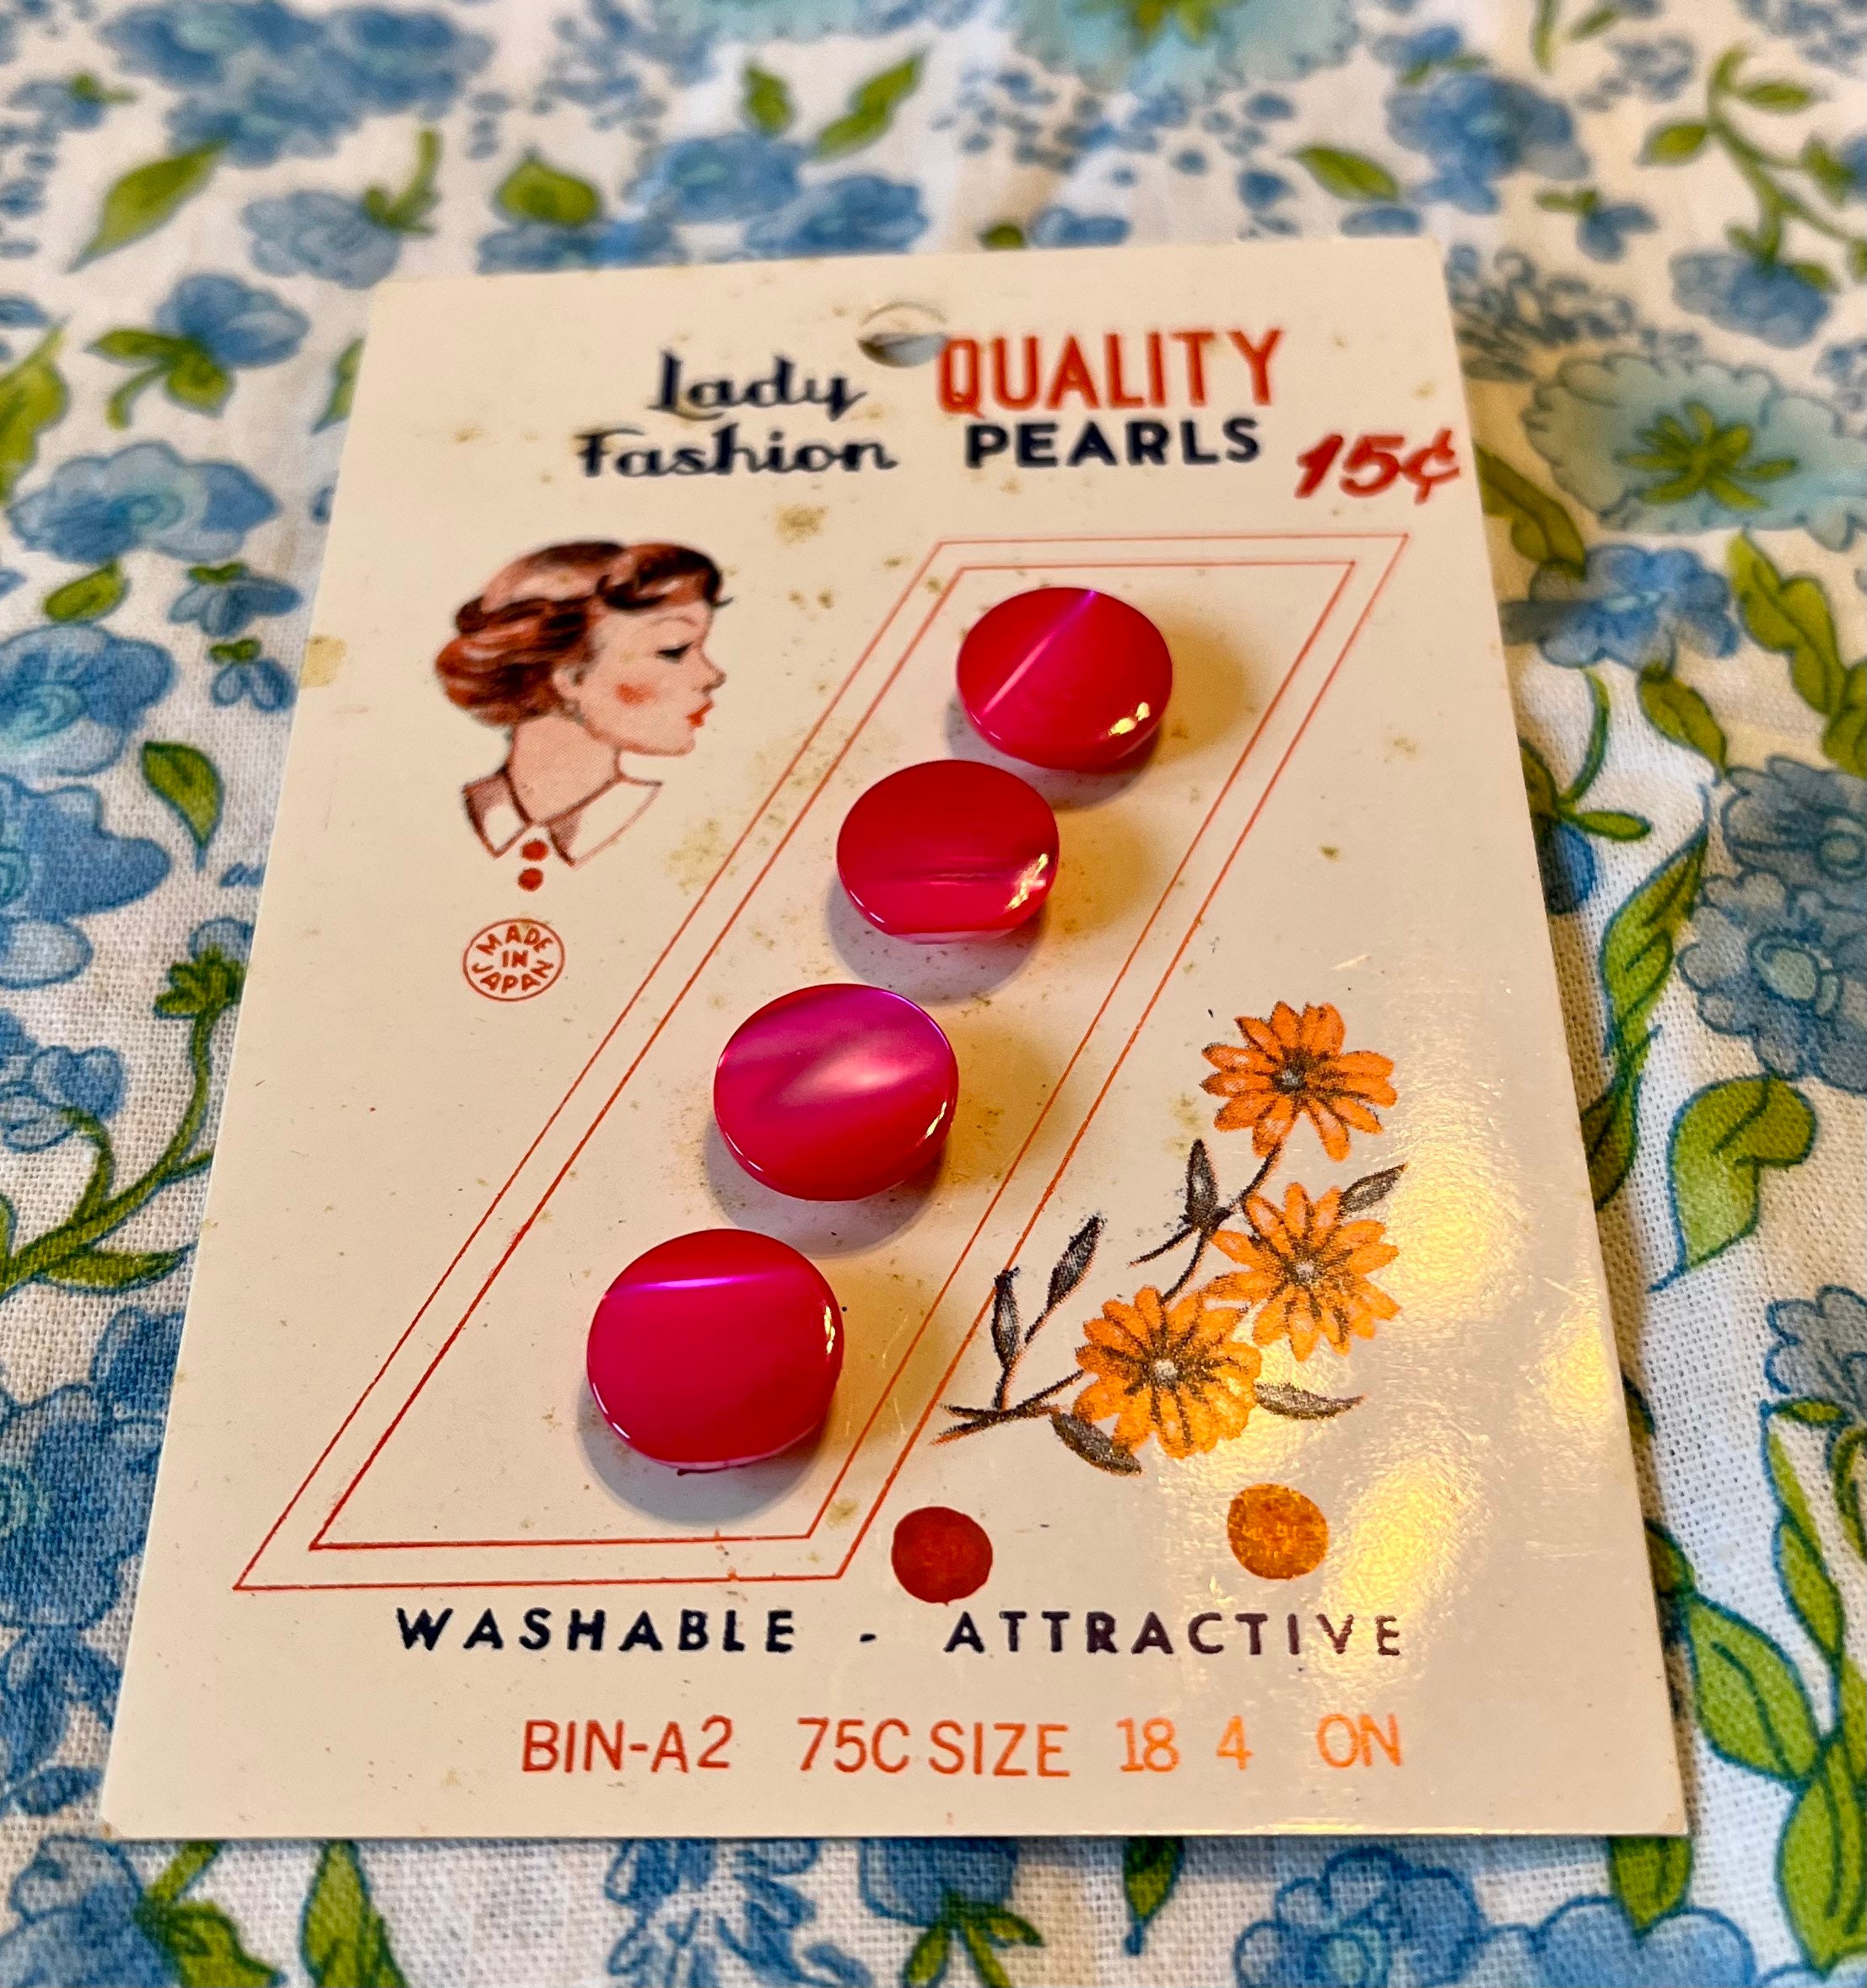 Lady QUALITY
Fashion PEARLS 15¢
MADE
IN
JAPAN
WASHABLE - ATTRACTIVE
BIN-A2 75C SIZE 18 4 ON